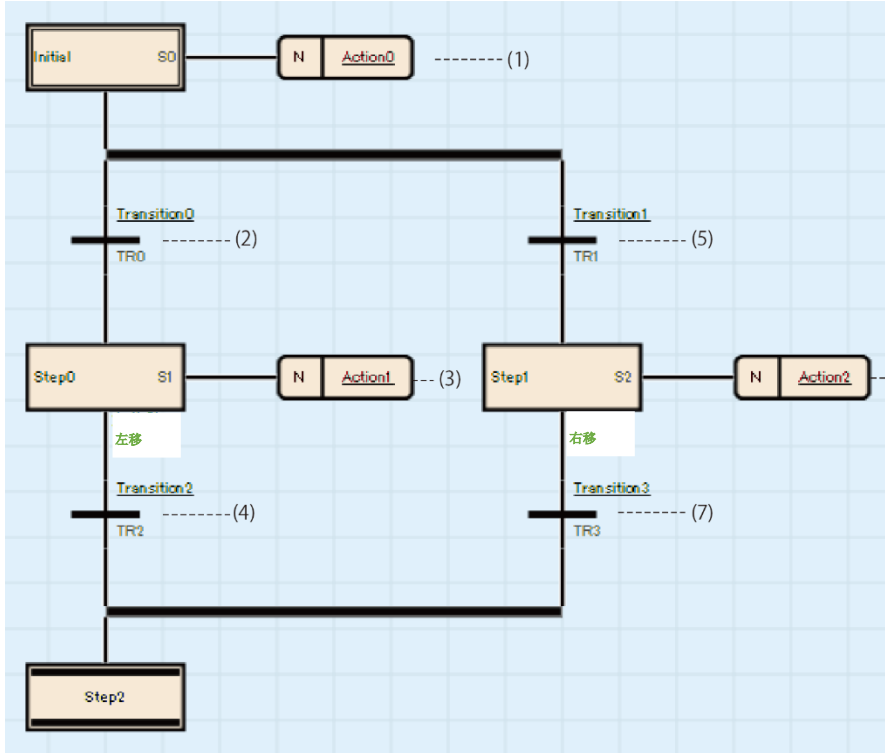 Initial S0 N Action0 (1)
Transition0 Transition1
(2) (5)
TR0 TR1
Step0 S1 N Action1 (3) Step1 S2 N Action2
左移 右移
Transition2 Transition3
(4) (7)
TR2 TR3
Step2